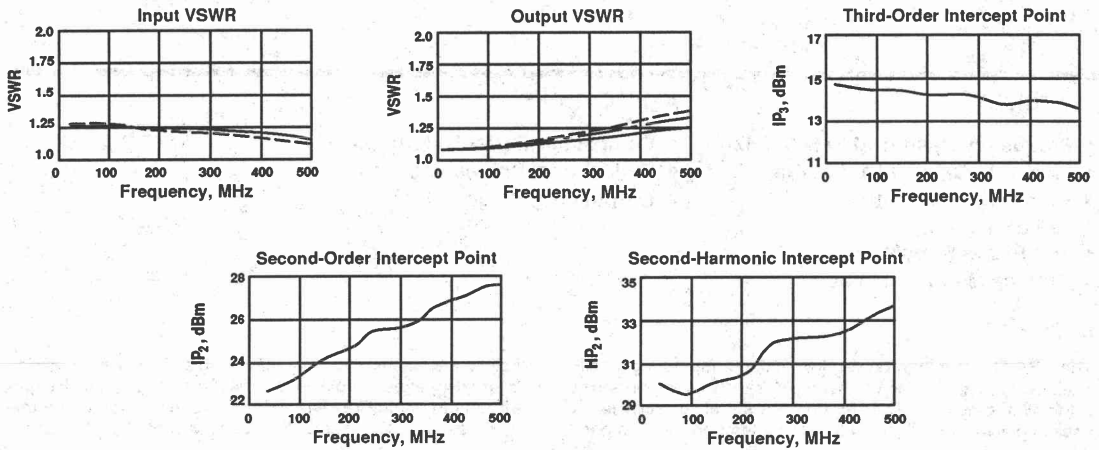 Input VSWR
VSWR
2.0
1.75
1.5
1.25
1.0
0 100 200 300 400 500
Frequency, MHz
Output VSWR
VSWR
2.0
1.75
1.5
1.25
1.0
0 100 200 300 400 500
Frequency, MHz
Third-Order Intercept Point
IP3, dBm
17
15
13
11
0 100 200 300 400 500
Frequency, MHz
Second-Order Intercept Point
IP2, dBm
28
26
24
22
0 100 200 300 400 500
Frequency, MHz
Second-Harmonic Intercept Point
HP2, dBm
35
33
31
29
0 100 200 300 400 500
Frequency, MHz